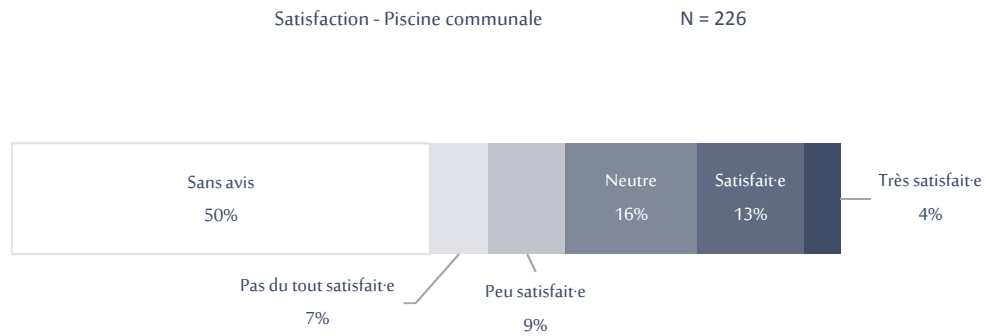 Satisfaction - Piscine communale N = 226
Sans avis
50%
Pas du tout satisfait·e
7%
Peu satisfait·e
9%
Neutre
16%
Satisfait·e
13%
Très satisfait·e
4%